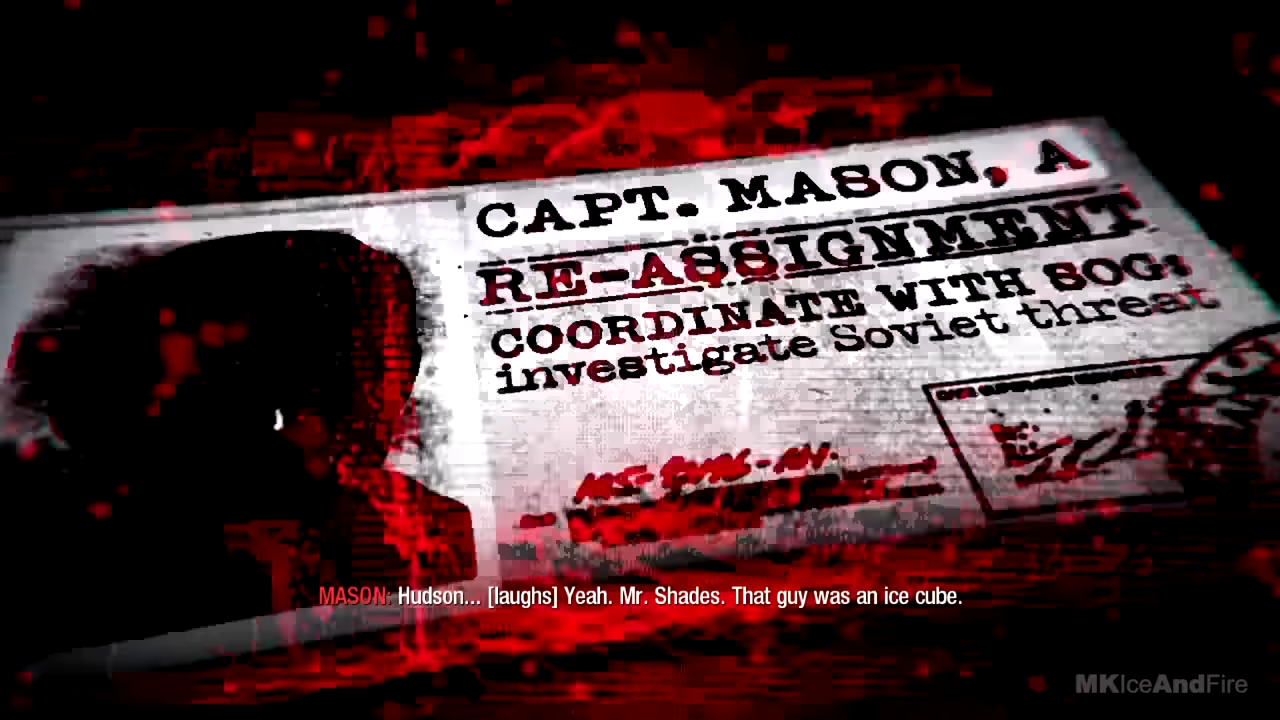 CAPT. MASON, A
RE-ASSIGNMENT
COORDINATE WITH SOG:
investigate Soviet threat
MASON: Hudson... [laughs] Yeah. Mr. Shades. That guy was an ice cube.
MKIceAndFire